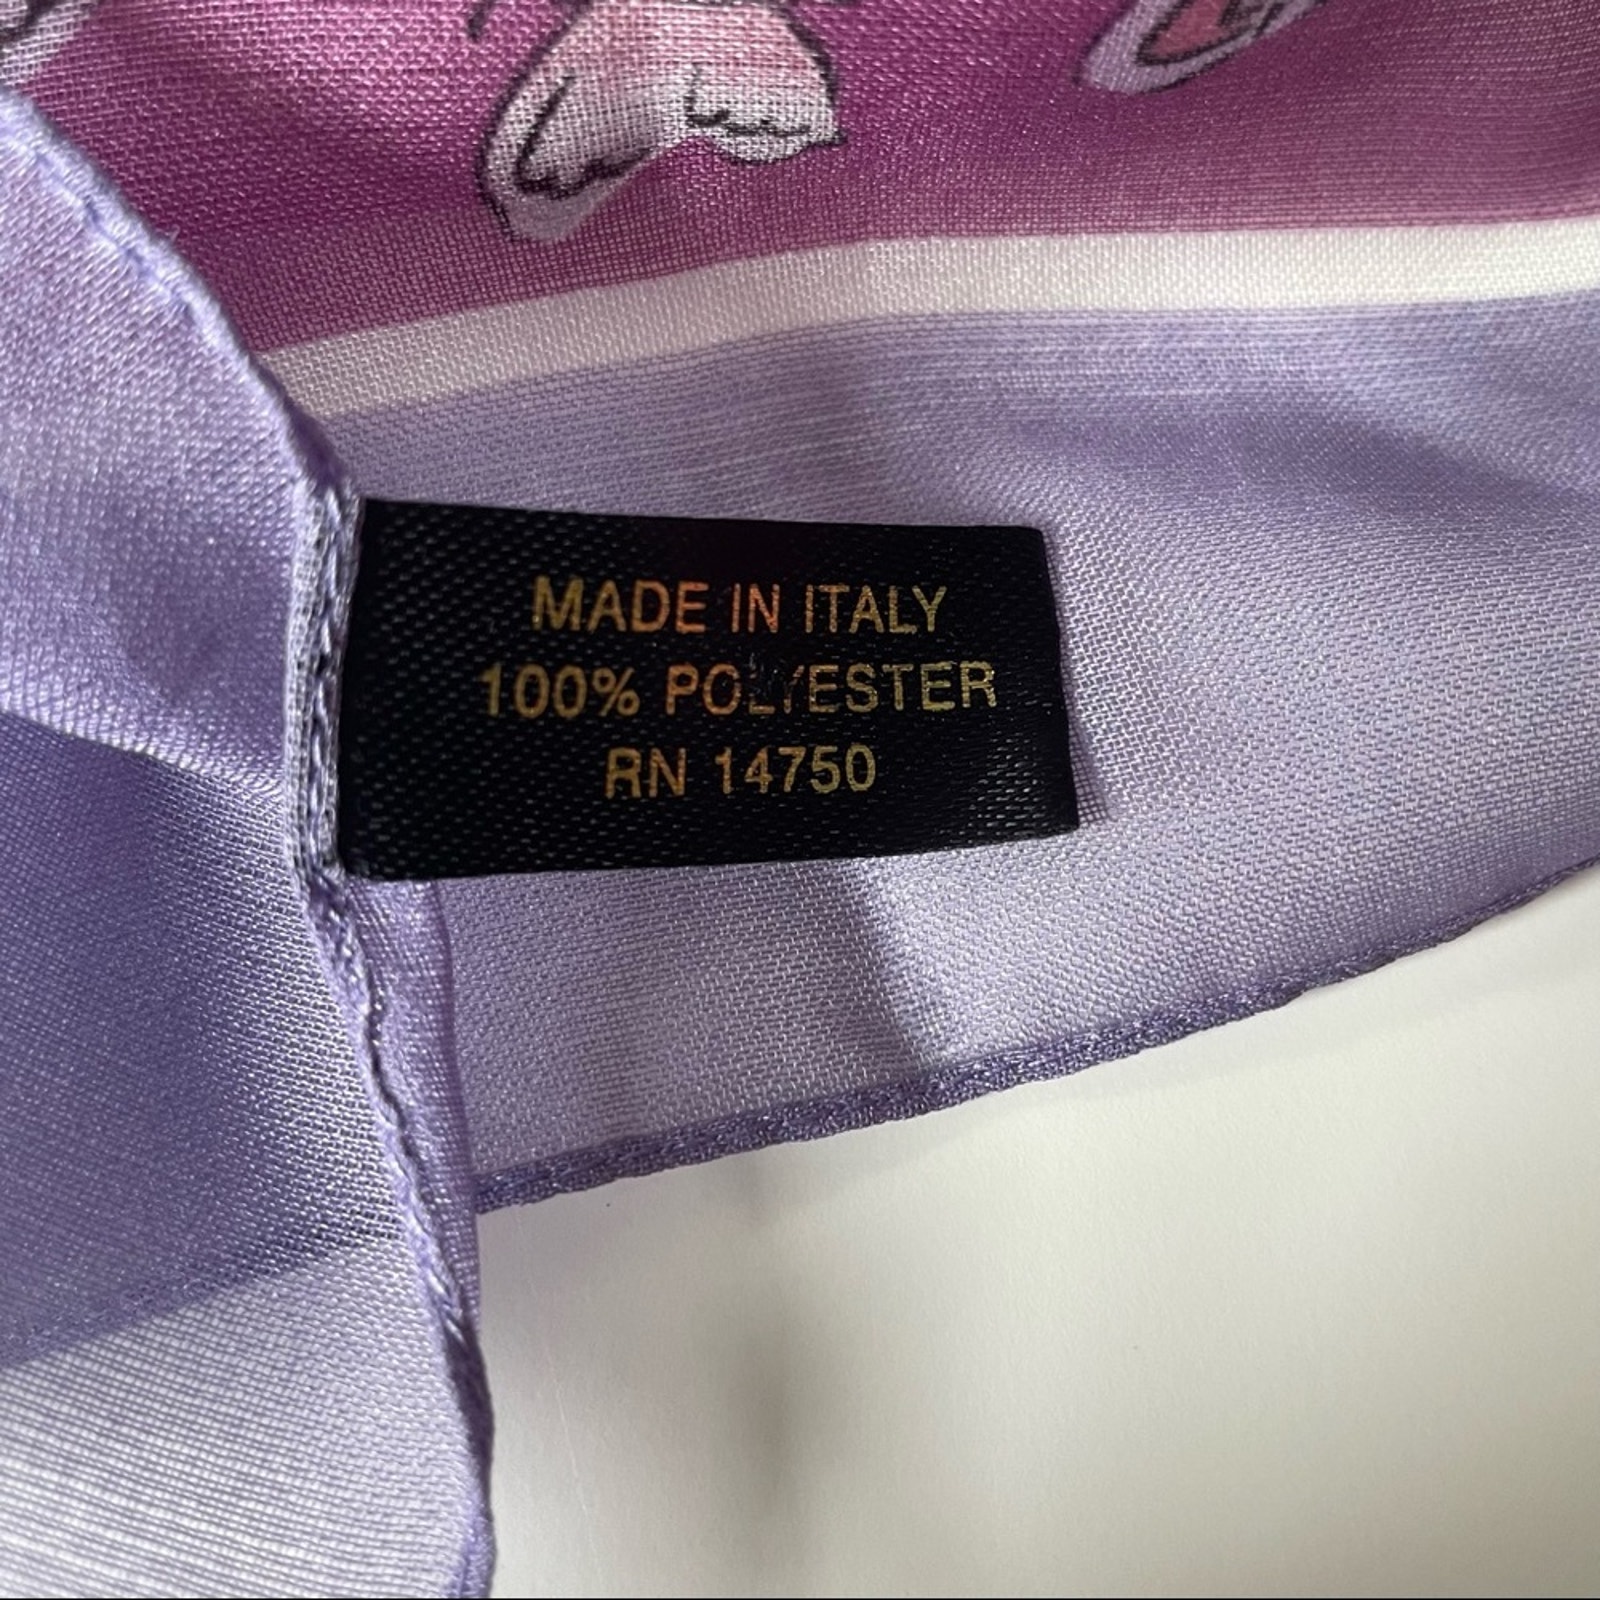 MADE IN ITALY
100% POLYESTER
RN 14750